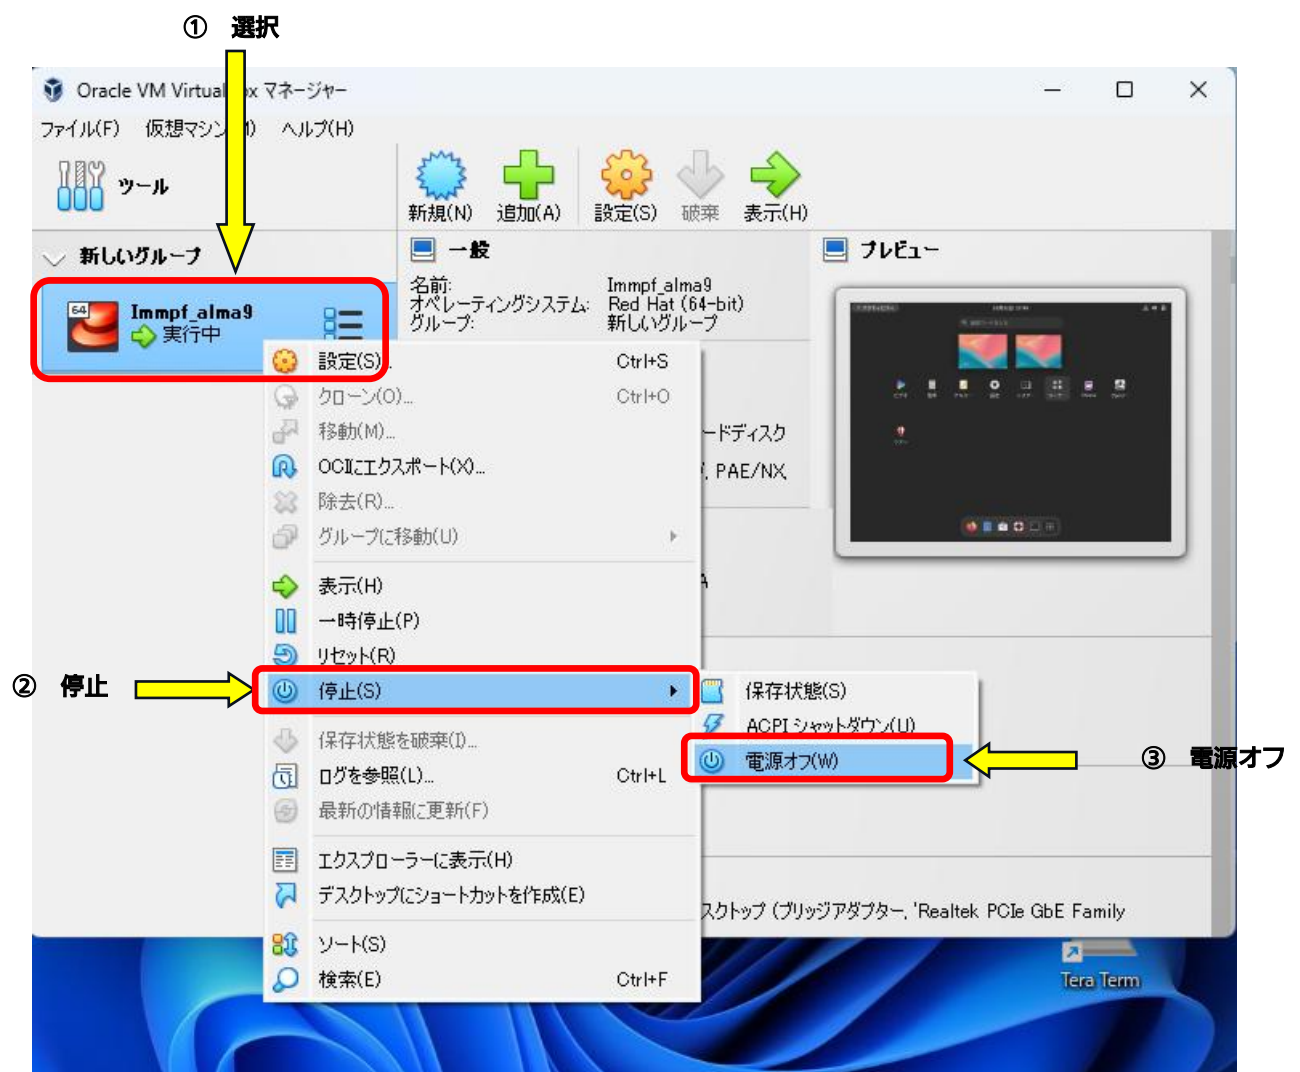 ① 選択
Oracle VM VirtualBox マネージャー
ファイル(F) 仮想マシン(M) ヘルプ(H)
ツール
新規(N) 追加(A) 設定(S) 破棄 表示(H)
新しいグループ
64
Immpf_alma9
実行中
一般
名前: Immpf_alma9
オペレーティングシステム: Red Hat (64-bit)
グループ: 新しいグループ
プレビュー
設定(S)... Ctrl+S
クローン(O)... Ctrl+O
移動(M)...
OCIにエクスポート(X)...
除去(R)...
グループに移動(U)
表示(H)
一時停止(P)
リセット(R)
② 停止
停止(S)
保存状態(S)
ACPI シャットダウン(U)
電源オフ(W)
③ 電源オフ
保存状態を破棄(I)...
ログを参照(L)... Ctrl+L
最新の情報に更新(F)
エクスプローラーに表示(H)
デスクトップにショートカットを作成(E)
ソート(S)
検索(E) Ctrl+F
ードディスク
, PAE/NX,
スクトップ (ブリッジアダプター, 'Realtek PCIe GbE Family
Tera Term